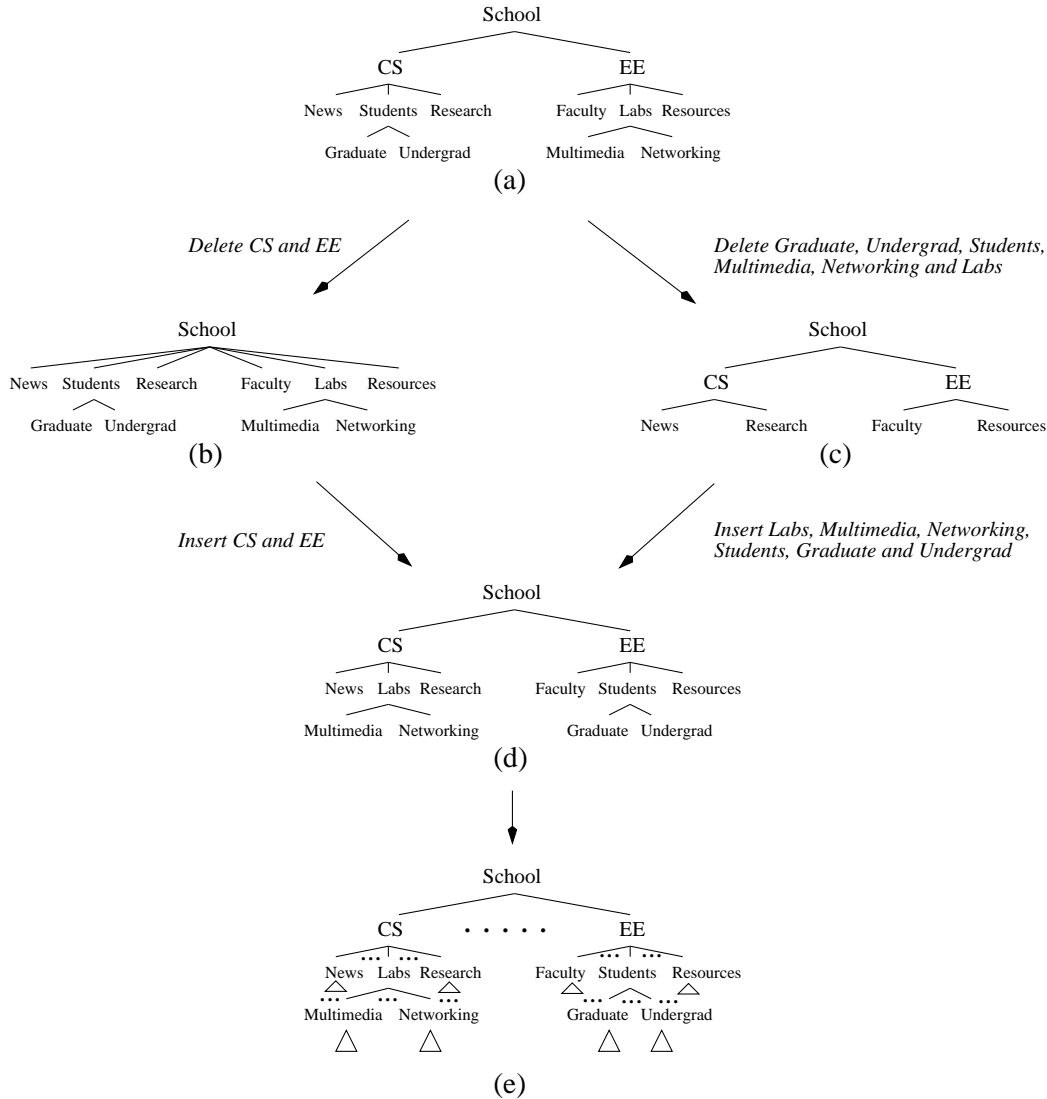 School
CS EE
News Students Research Faculty Labs Resources
Graduate Undergrad Multimedia Networking
(a)
Delete CS and EE
Delete Graduate, Undergrad, Students,
Multimedia, Networking and Labs
School
News Students Research Faculty Labs Resources
Graduate Undergrad Multimedia Networking
(b)
School
CS EE
News Research Faculty Resources
(c)
Insert CS and EE
Insert Labs, Multimedia, Networking,
Students, Graduate and Undergrad
School
CS EE
News Labs Research Faculty Students Resources
Multimedia Networking Graduate Undergrad
(d)
School
CS . . . . . EE
... ... ... ...
News Labs Research Faculty Students Resources
... ... ... ... ... ...
Multimedia Networking Graduate Undergrad
(e)